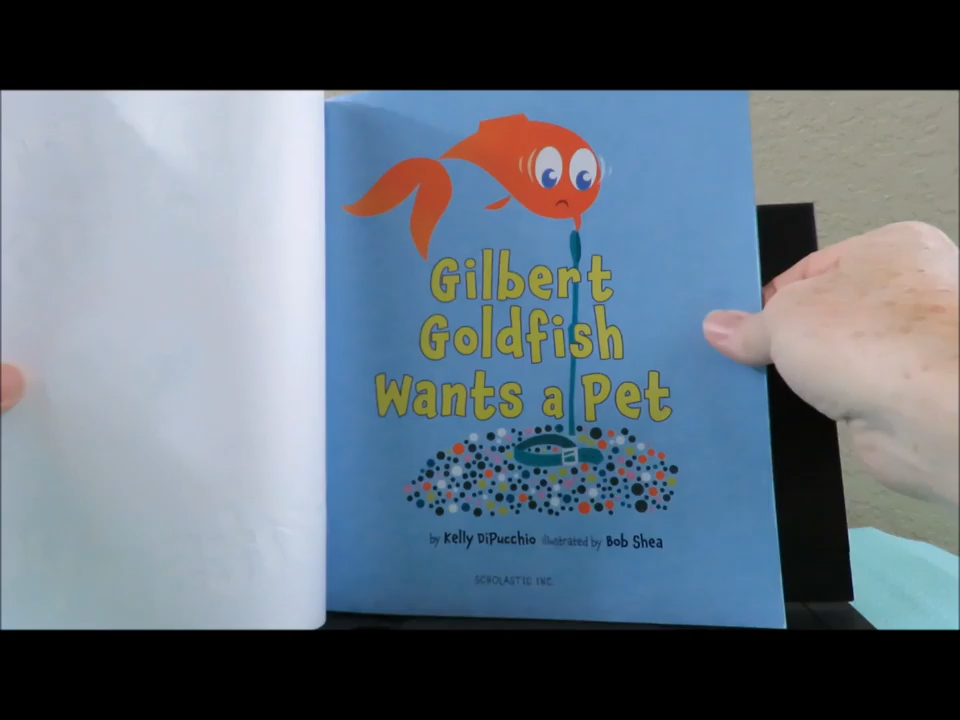 Gilbert
Goldfish
Wants a Pet
by Kelly DiPucchio illustrated by Bob Shea
SCHOLASTIC INC.